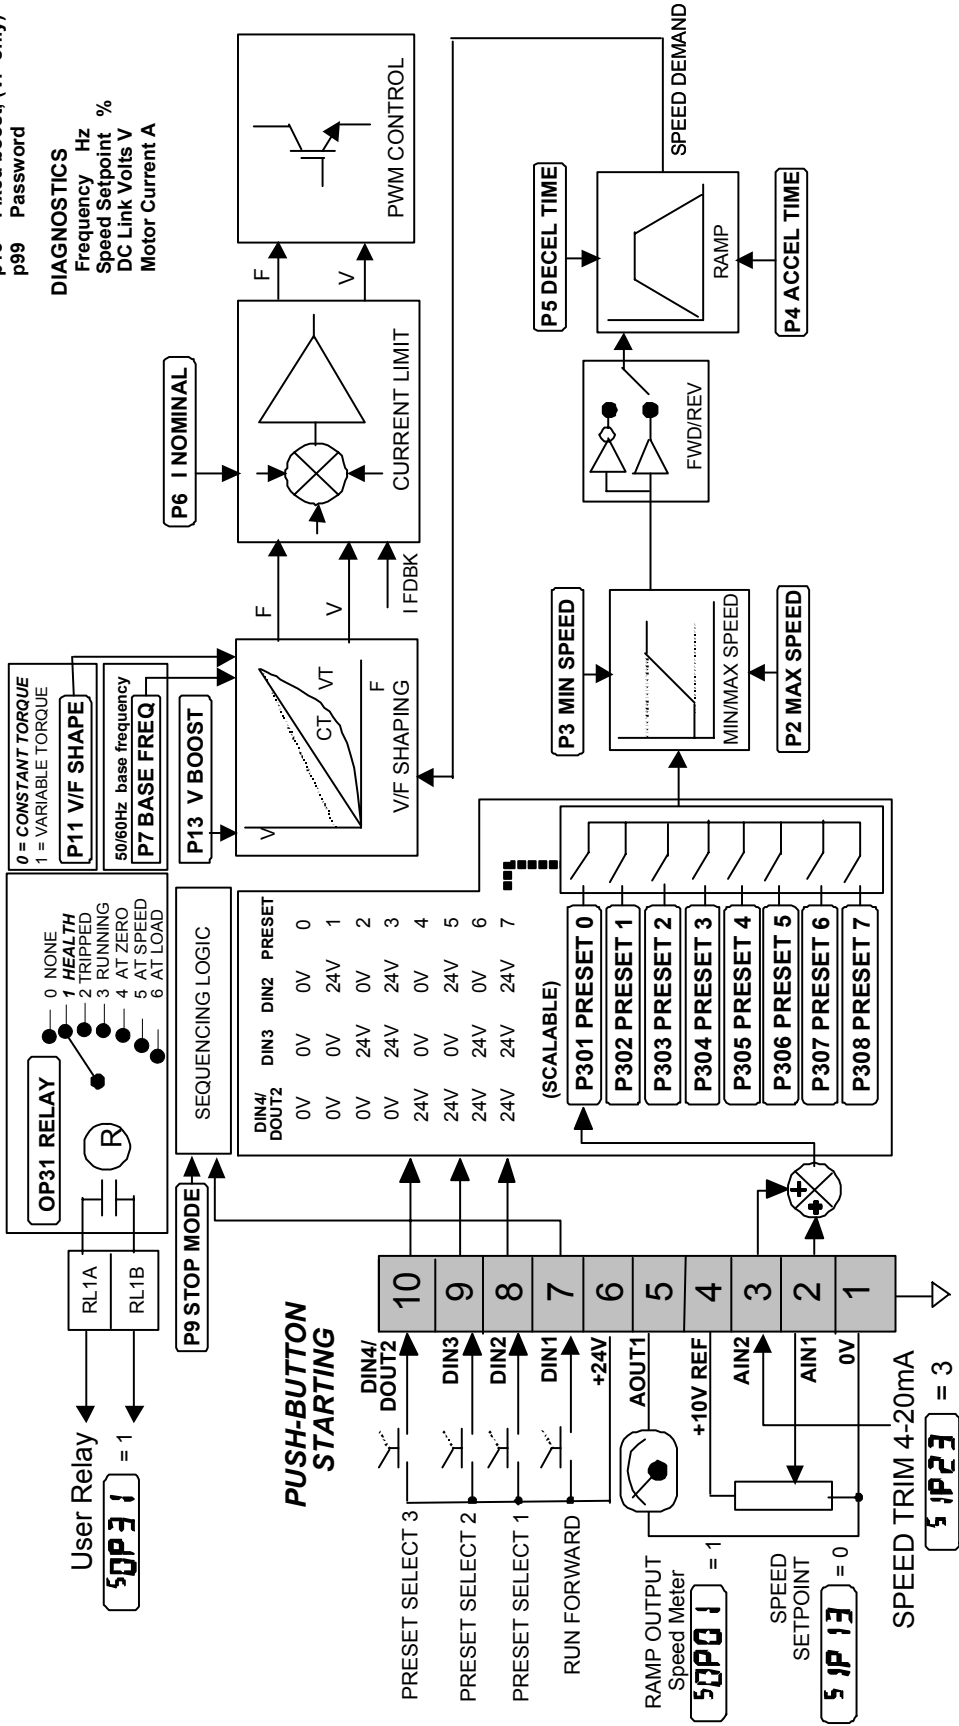 p99 Password
DIAGNOSTICS
Frequency Hz
Speed Setpoint %
DC Link Volts V
Motor Current A
User Relay
SOP31 = 1
RL1A
RL1B
OP31 RELAY
R
0 NONE
1 HEALTH
2 TRIPPED
3 RUNNING
4 AT ZERO
5 AT SPEED
6 AT LOAD
0 = CONSTANT TORQUE
1 = VARIABLE TORQUE
P11 V/F SHAPE
50/60Hz base frequency
P7 BASE FREQ
P9 STOP MODE
SEQUENCING LOGIC
P13 V BOOST
V
CT
VT
F
V/F SHAPING
F
V
I FDBK
P6 I NOMINAL
CURRENT LIMIT
F
V
PWM CONTROL
PUSH-BUTTON
STARTING
DIN4/
DOUT2 DIN3 DIN2 PRESET
0V 0V 0V 0
0V 0V 24V 1
0V 24V 0V 2
0V 24V 24V 3
24V 0V 0V 4
24V 0V 24V 5
24V 24V 0V 6
24V 24V 24V 7
PRESET SELECT 3
DIN4/
DOUT2
10
PRESET SELECT 2
DIN3
9
PRESET SELECT 1
DIN2
8
RUN FORWARD
DIN1
7
+24V
6
RAMP OUTPUT
Speed Meter
SOP01 = 1
AOUT1
5
+10V REF
4
AIN2
3
SPEED
SETPOINT
SIP13 = 0
AIN1
2
0V
1
SPEED TRIM 4-20mA
SIP23 = 3
(SCALABLE)
P301 PRESET 0
P302 PRESET 1
P303 PRESET 2
P304 PRESET 3
P305 PRESET 4
P306 PRESET 5
P307 PRESET 6
P308 PRESET 7
P3 MIN SPEED
MIN/MAX SPEED
P2 MAX SPEED
FWD/REV
P5 DECEL TIME
RAMP
P4 ACCEL TIME
SPEED DEMAND